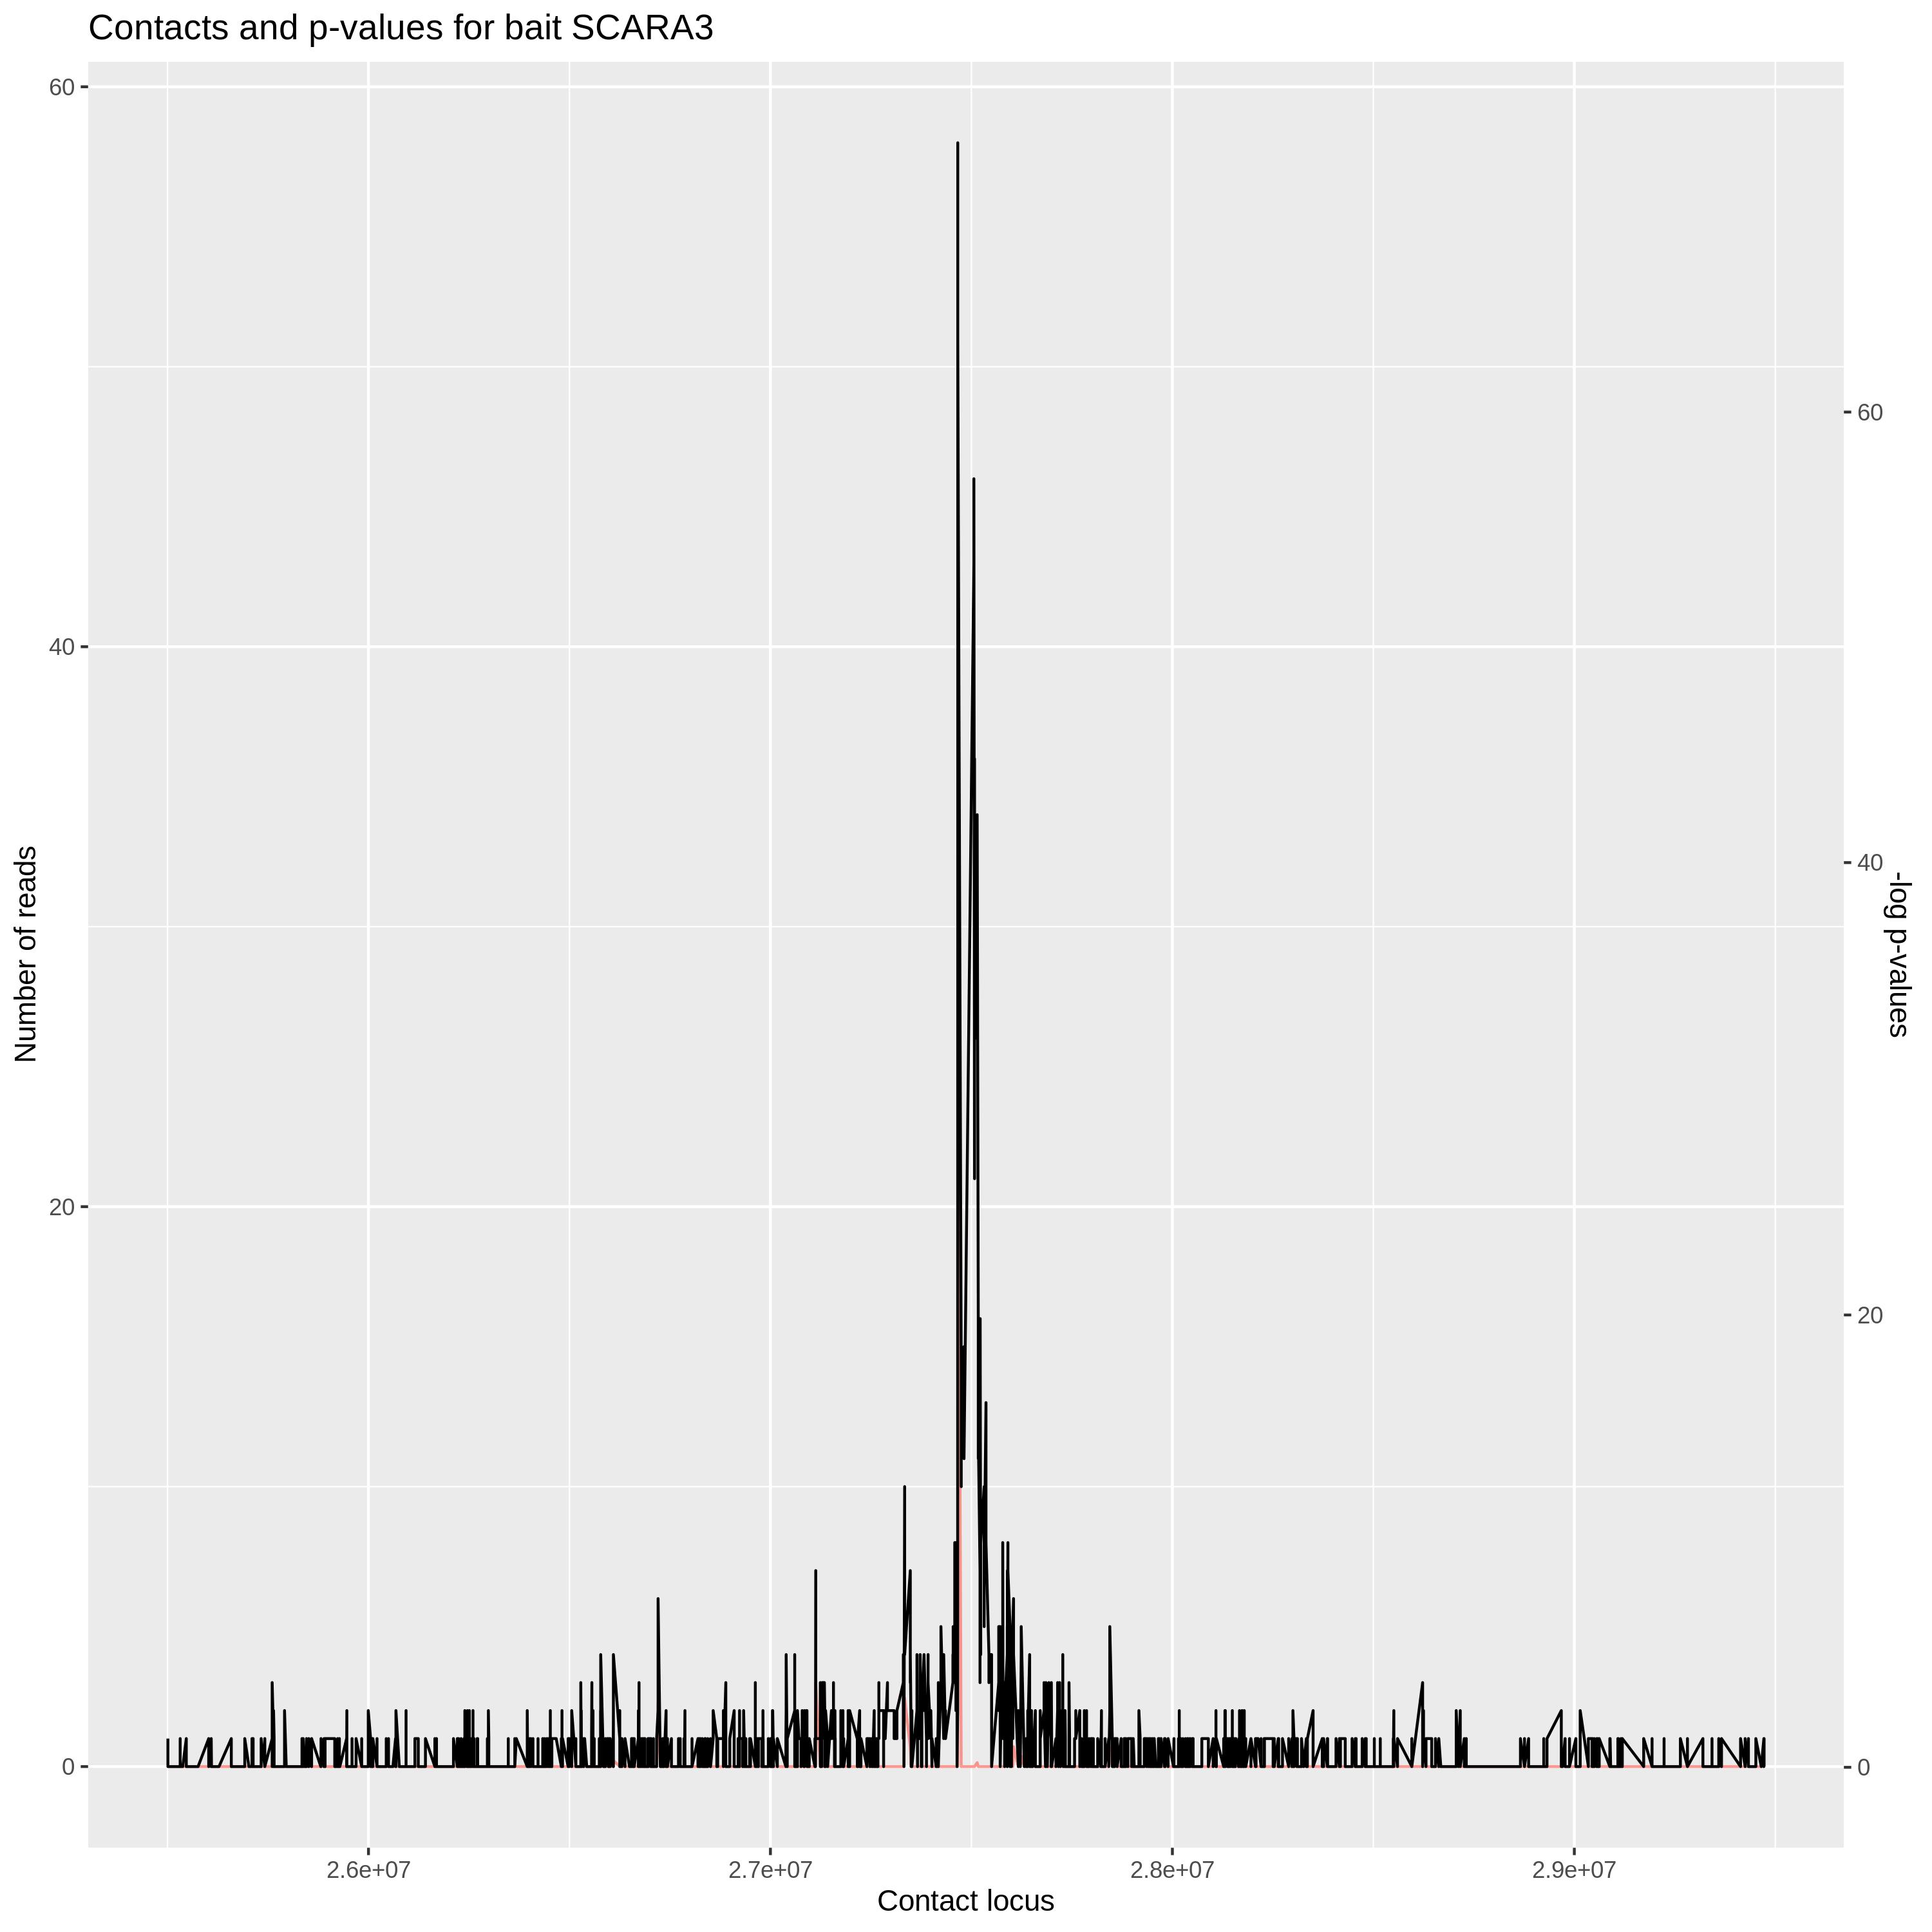 Contacts and p-values for bait SCARA3
60
40
20
0
Number of reads
60
40
20
0
-log p-values
2.6e+07
2.7e+07
2.8e+07
2.9e+07
Contact locus